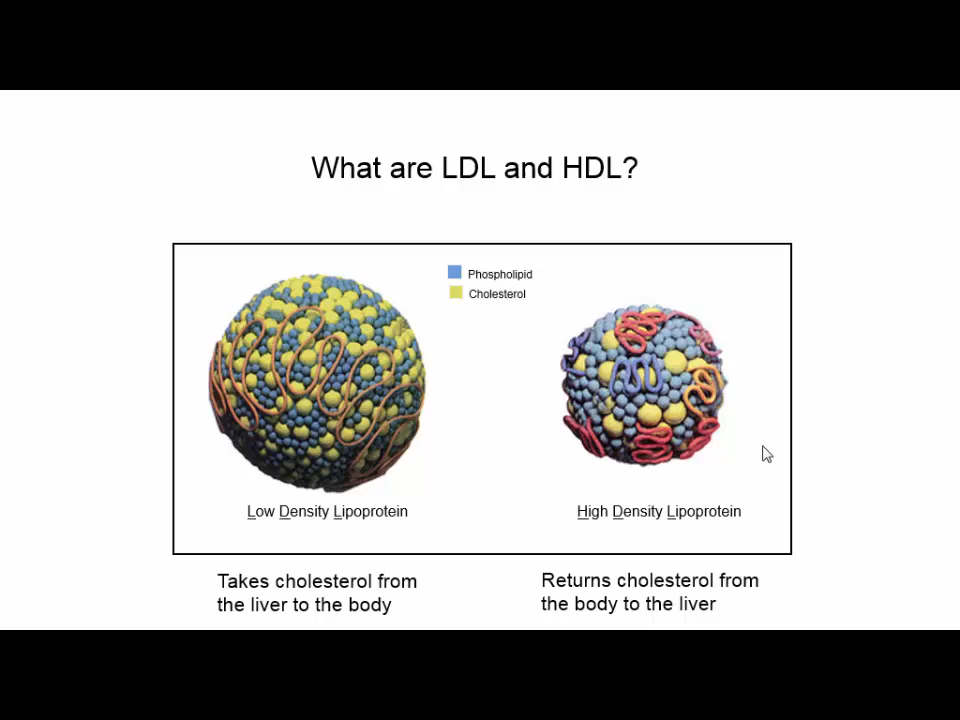 What are LDL and HDL?
Phospholipid
Cholesterol
Low Density Lipoprotein
High Density Lipoprotein
Takes cholesterol from
the liver to the body
Returns cholesterol from
the body to the liver